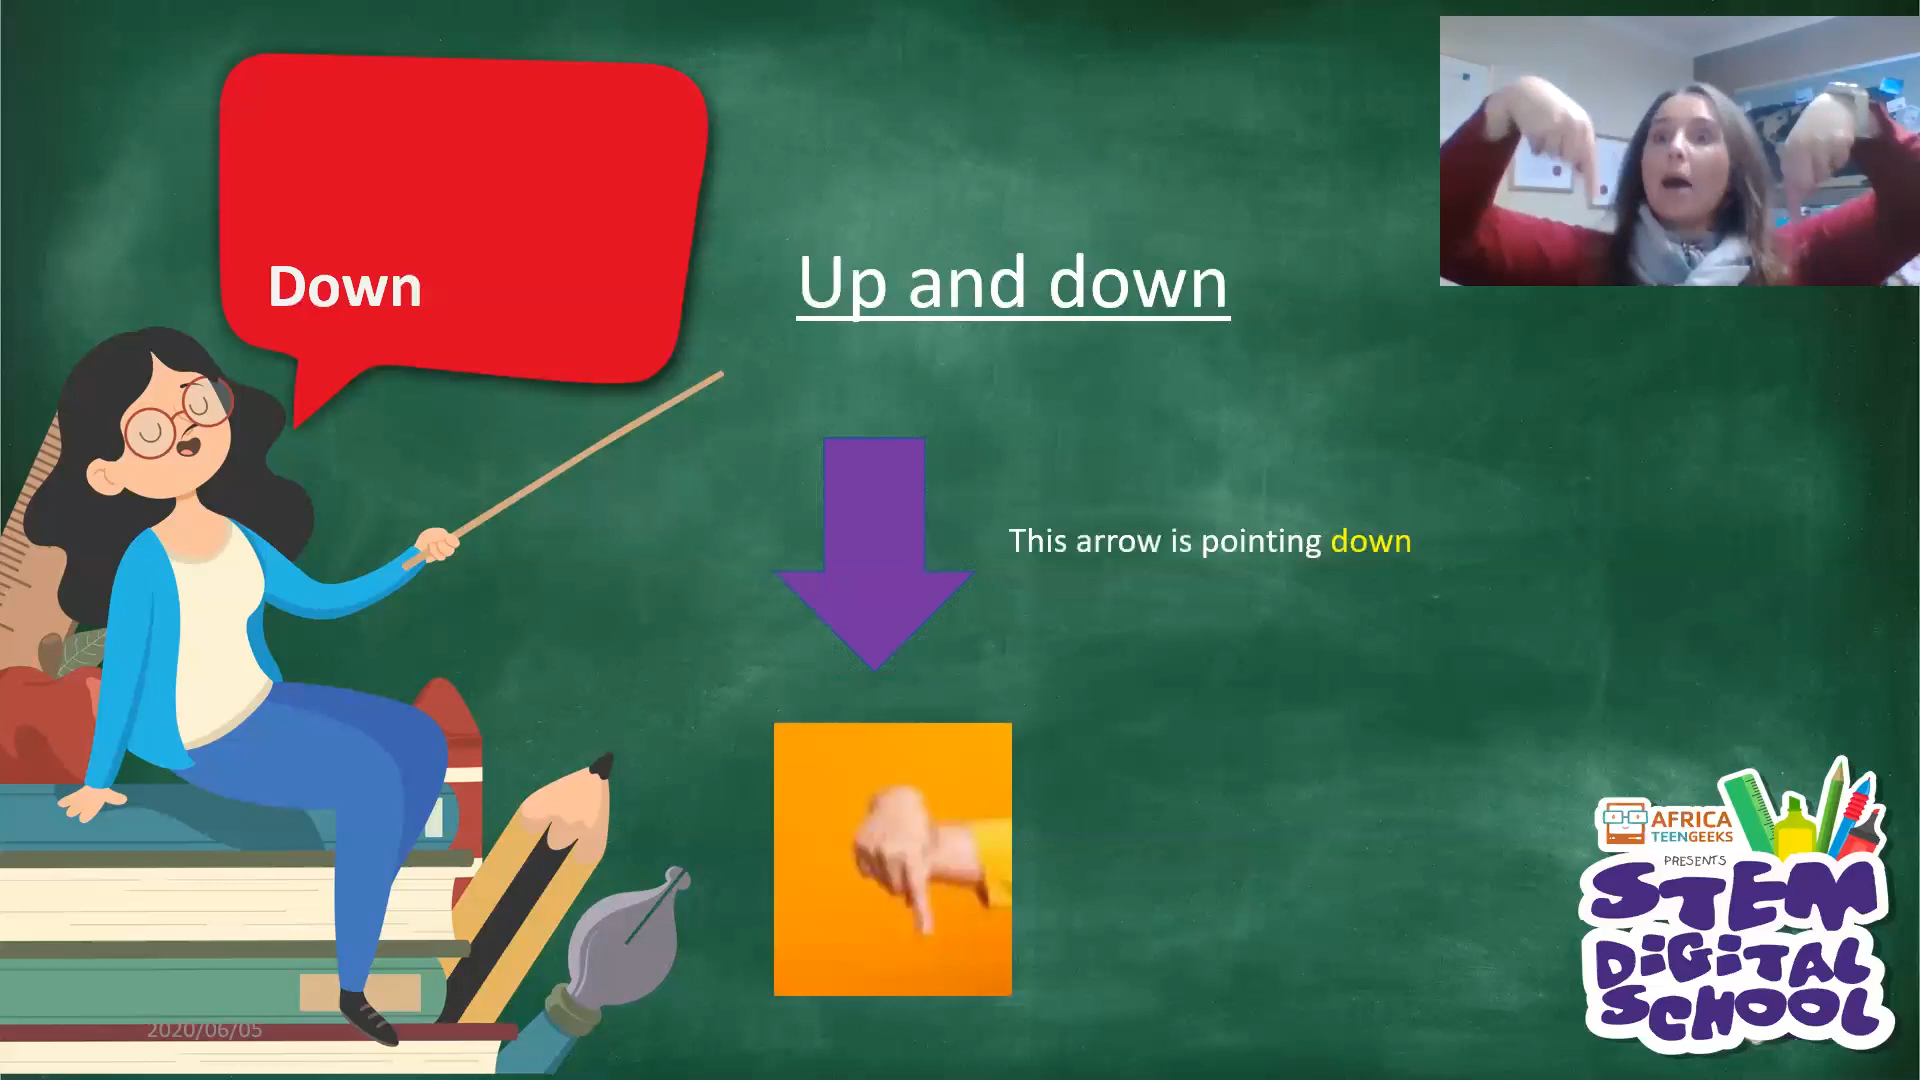 Down
Up and down
This arrow is pointing down
AFRICA
TEENGEEKS
PRESENTS
STEM
DIGITAL
SCHOOL
2020/06/05